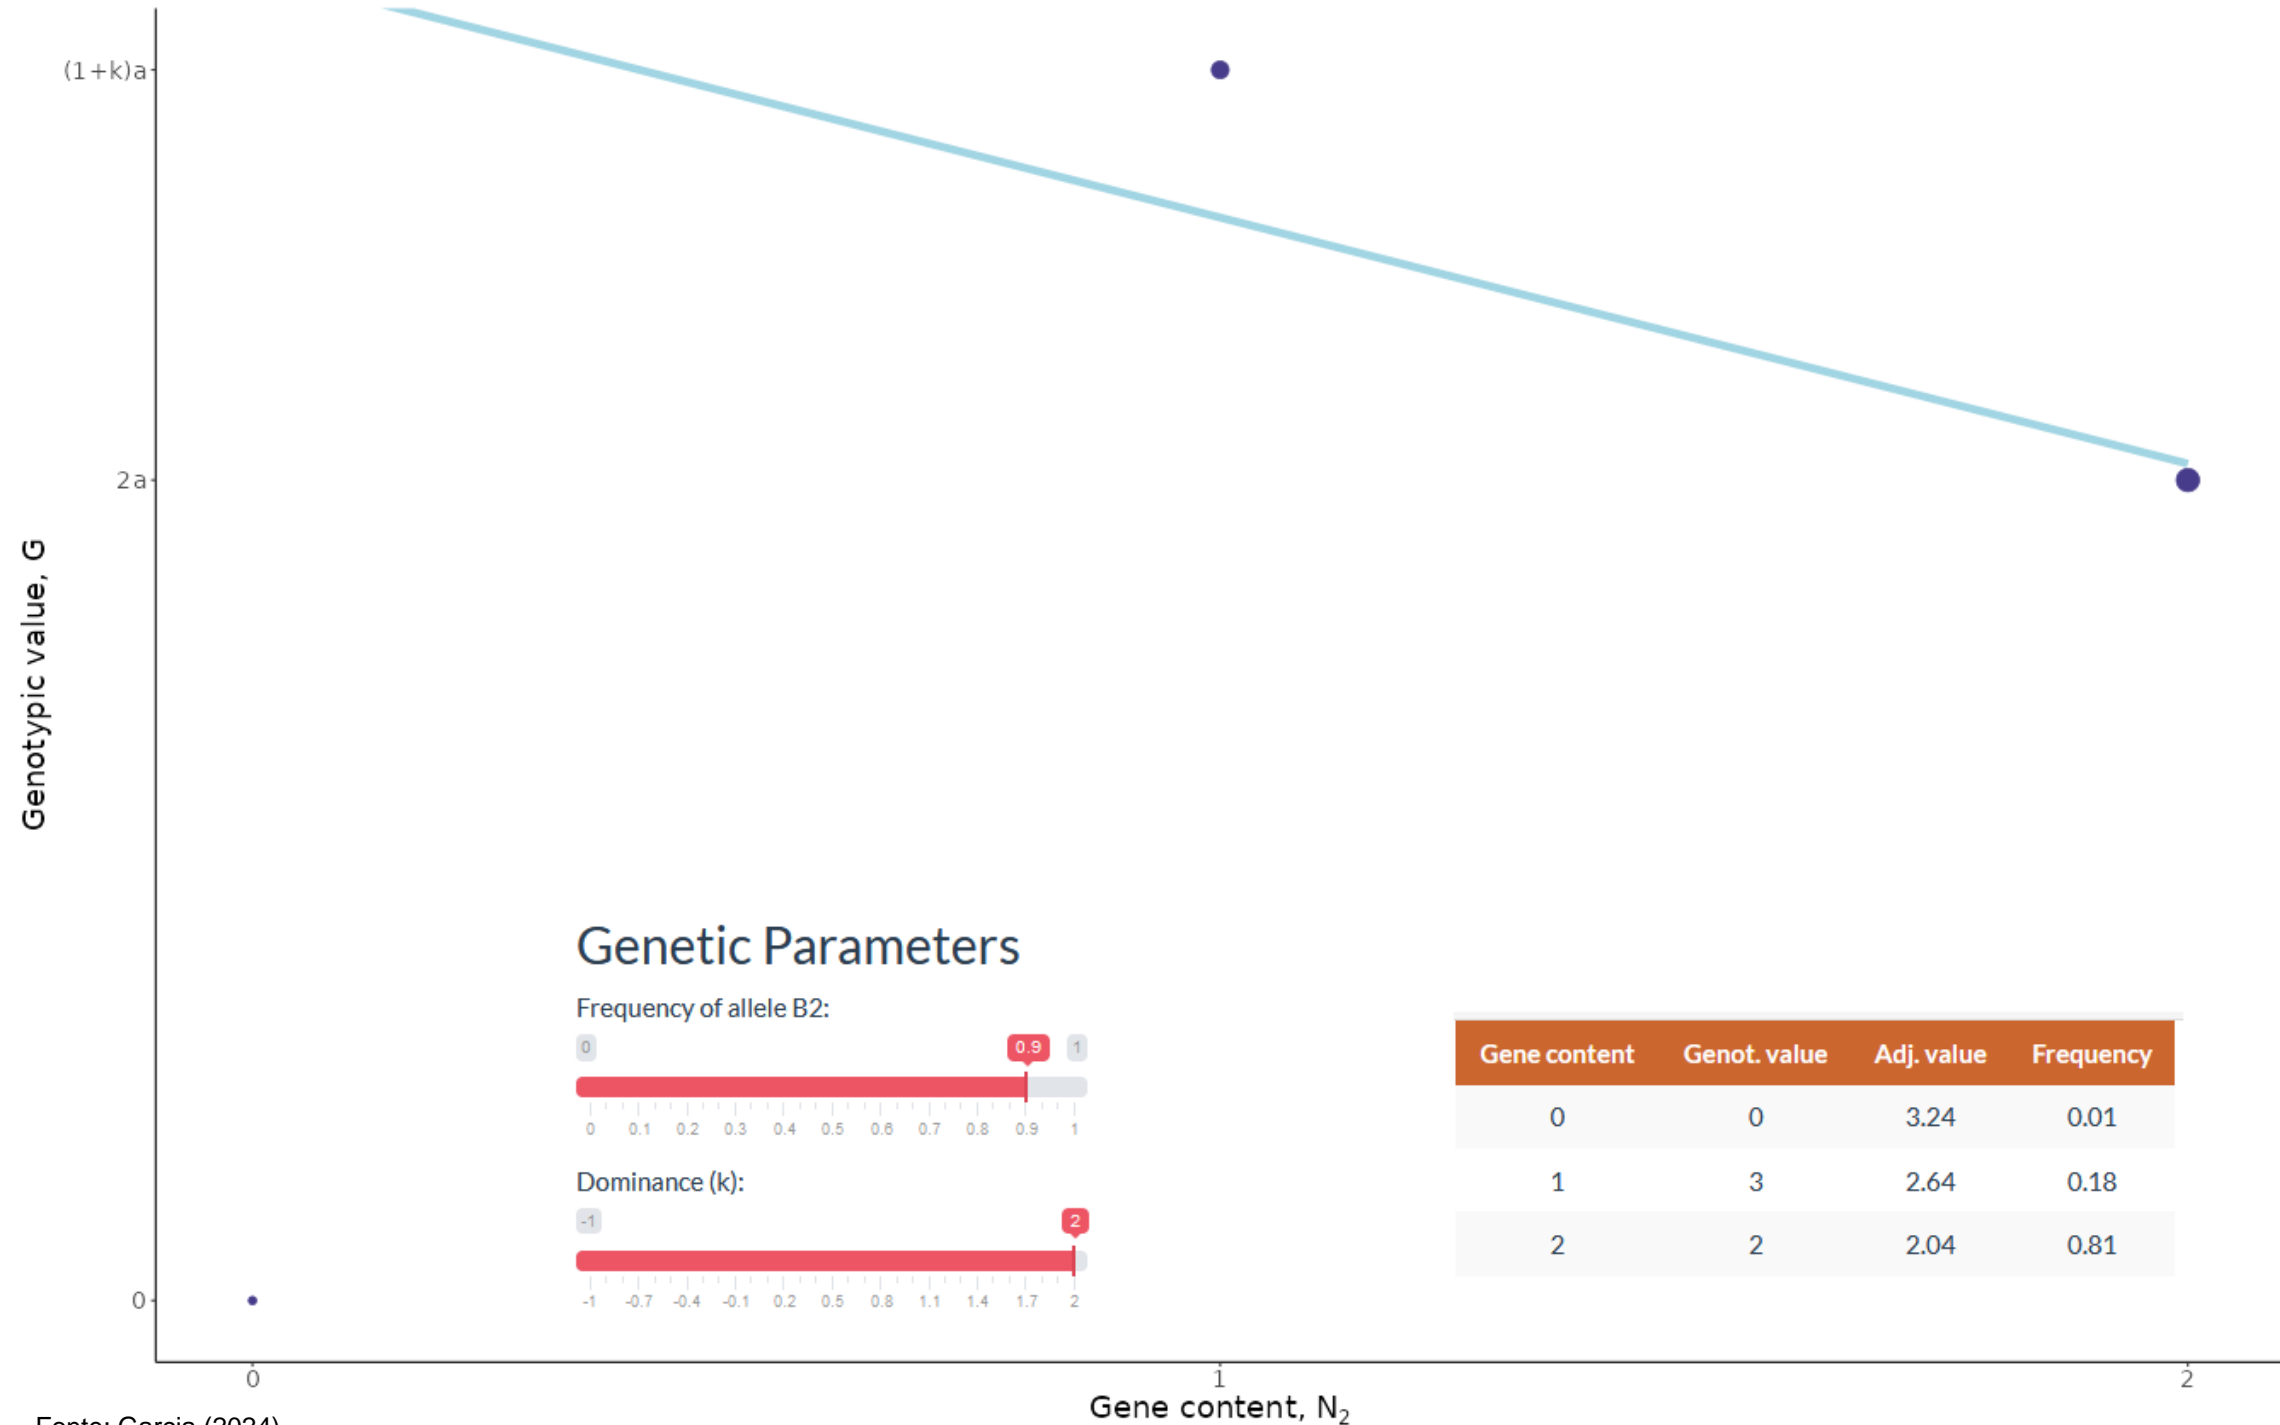 (1+k)a
2a
0
Genotypic value, G
0 1 2
Gene content, N2
Genetic Parameters
Frequency of allele B2:
0 0.9 1
0 0.1 0.2 0.3 0.4 0.5 0.6 0.7 0.8 0.9 1
Dominance (k):
-1 2
-1 -0.7 -0.4 -0.1 0.2 0.5 0.8 1.1 1.4 1.7 2
Gene content Genot. value Adj. value Frequency
0 0 3.24 0.01
1 3 2.64 0.18
2 2 2.04 0.81
Fonte: Garcia (2024)